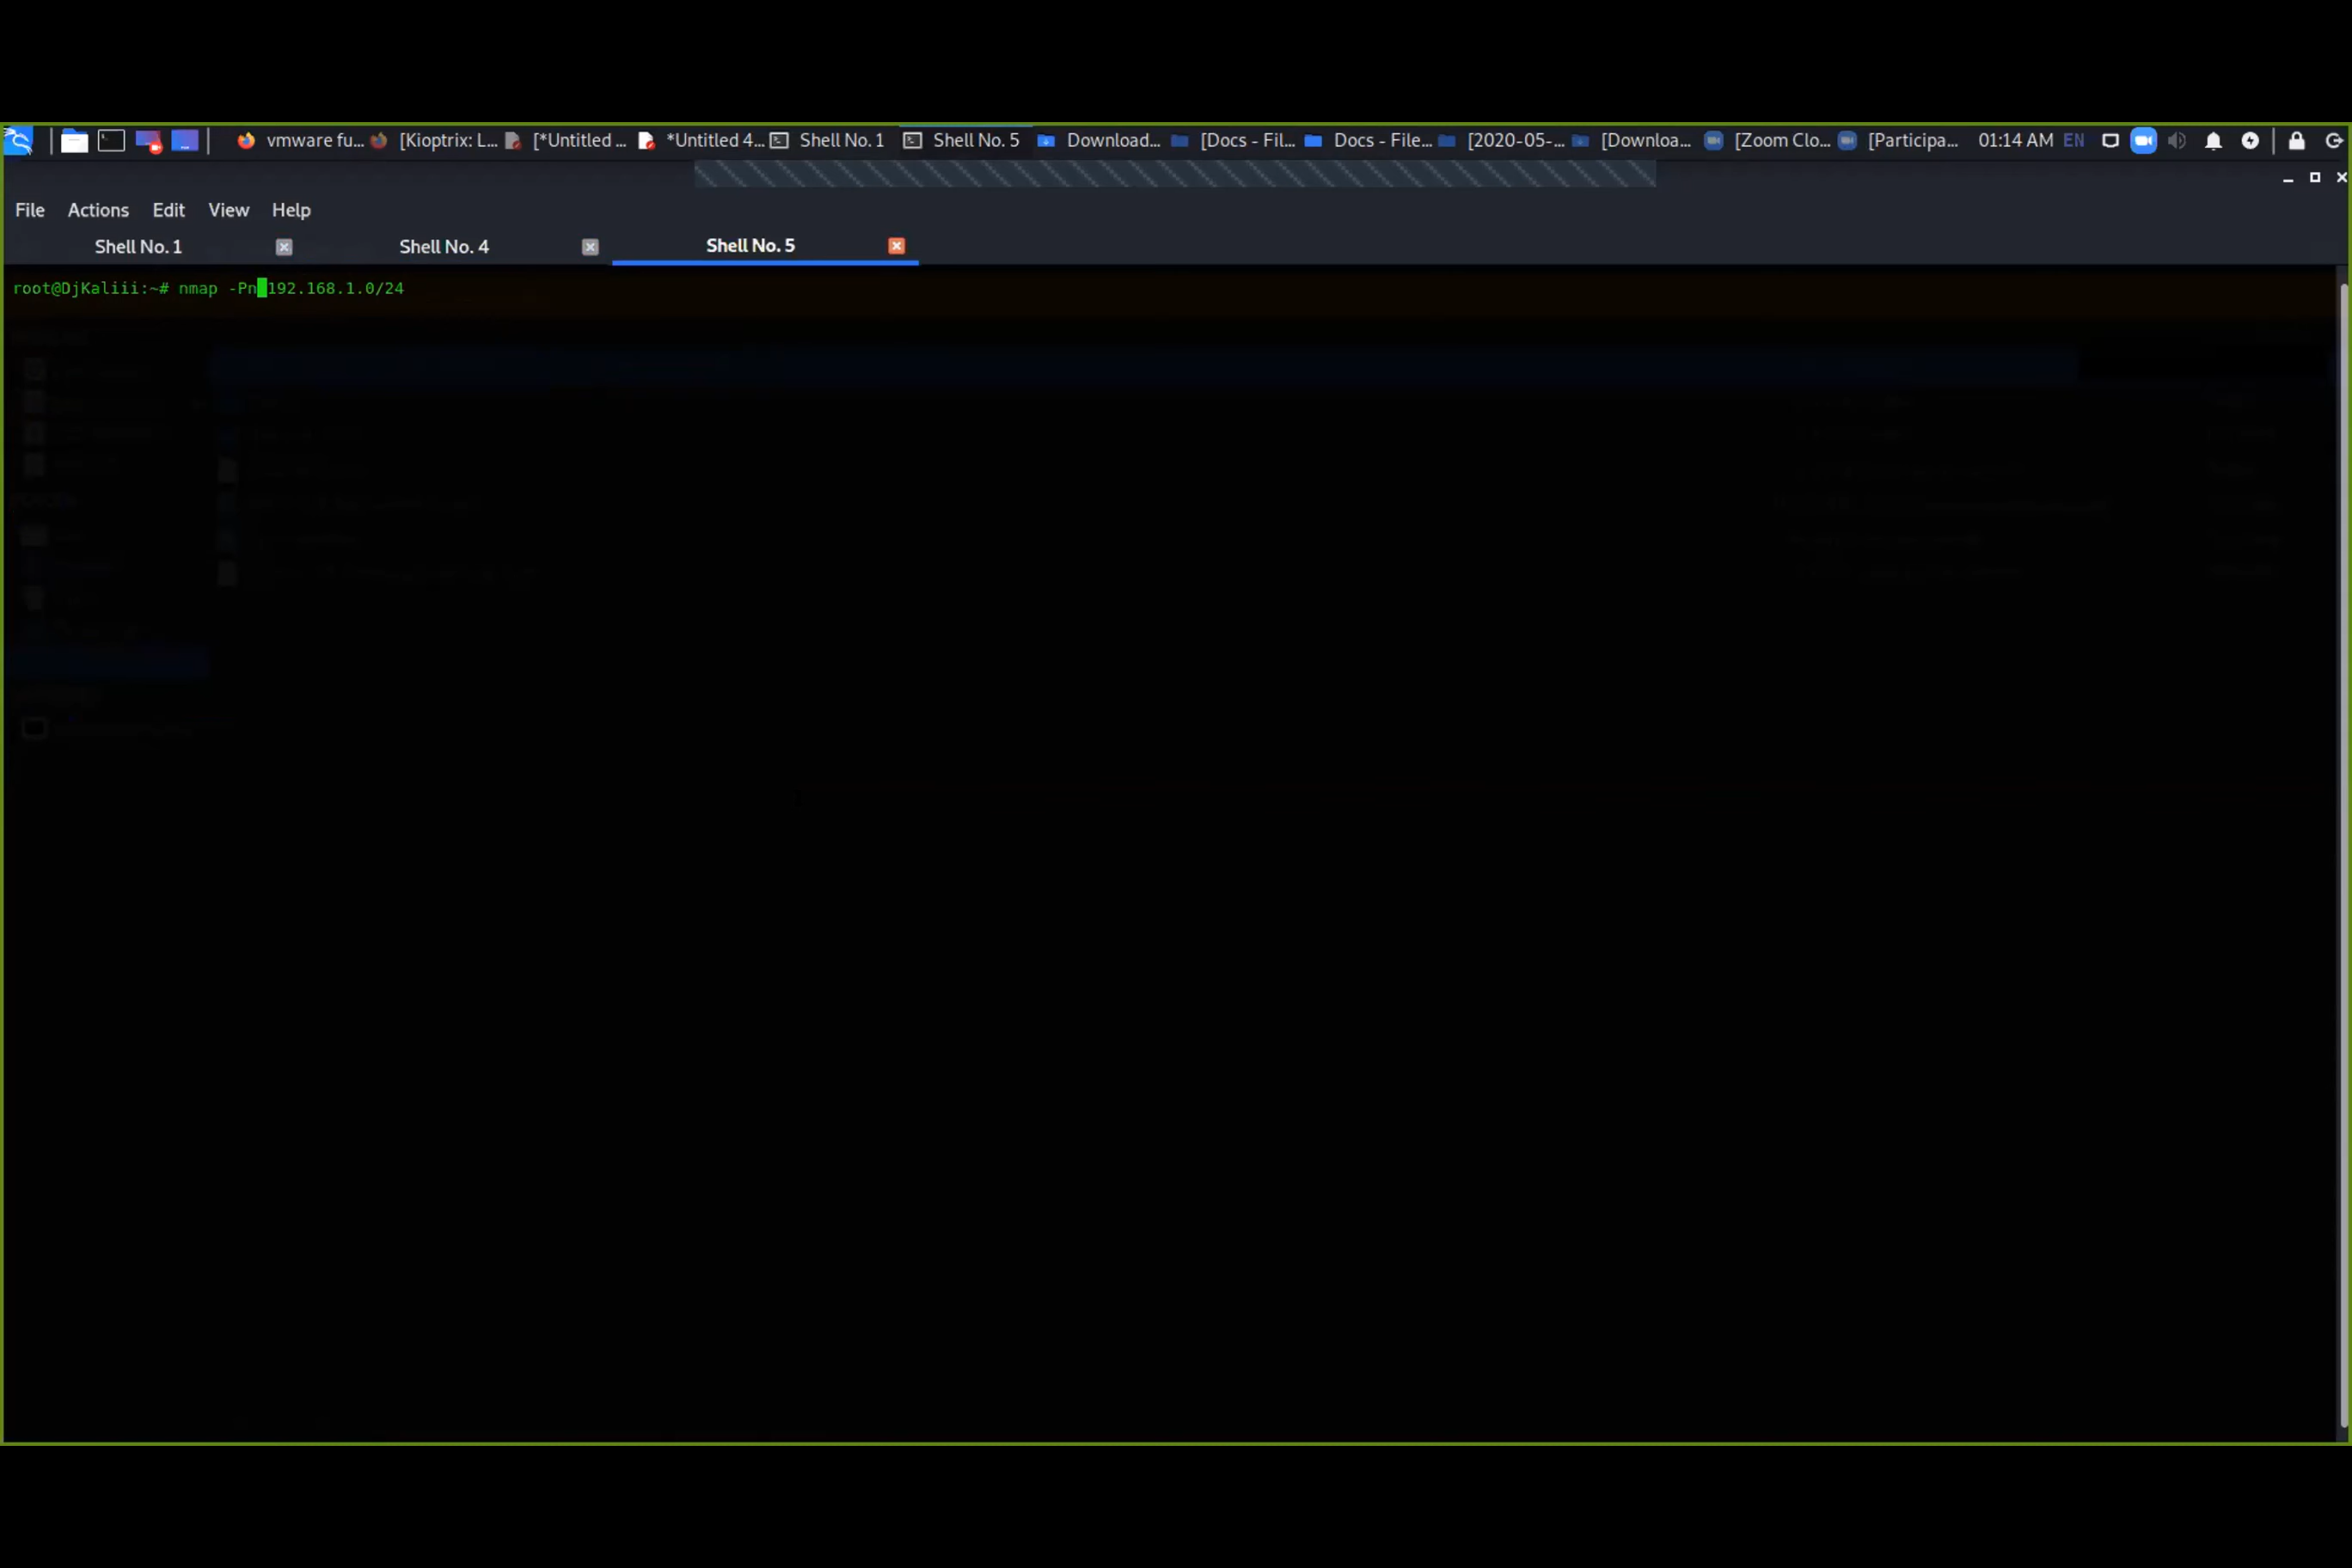 vmware fu... [Kioptrix: L... [*Untitled ... *Untitled 4... Shell No. 1 Shell No. 5 Download... [Docs - Fil... Docs - File... [2020-05-... [Downloa... [Zoom Clo... [Participa... 01:14 AM EN
File Actions Edit View Help
Shell No. 1 Shell No. 4 Shell No. 5
root@DjKaliii:~# nmap -Pn 192.168.1.0/24